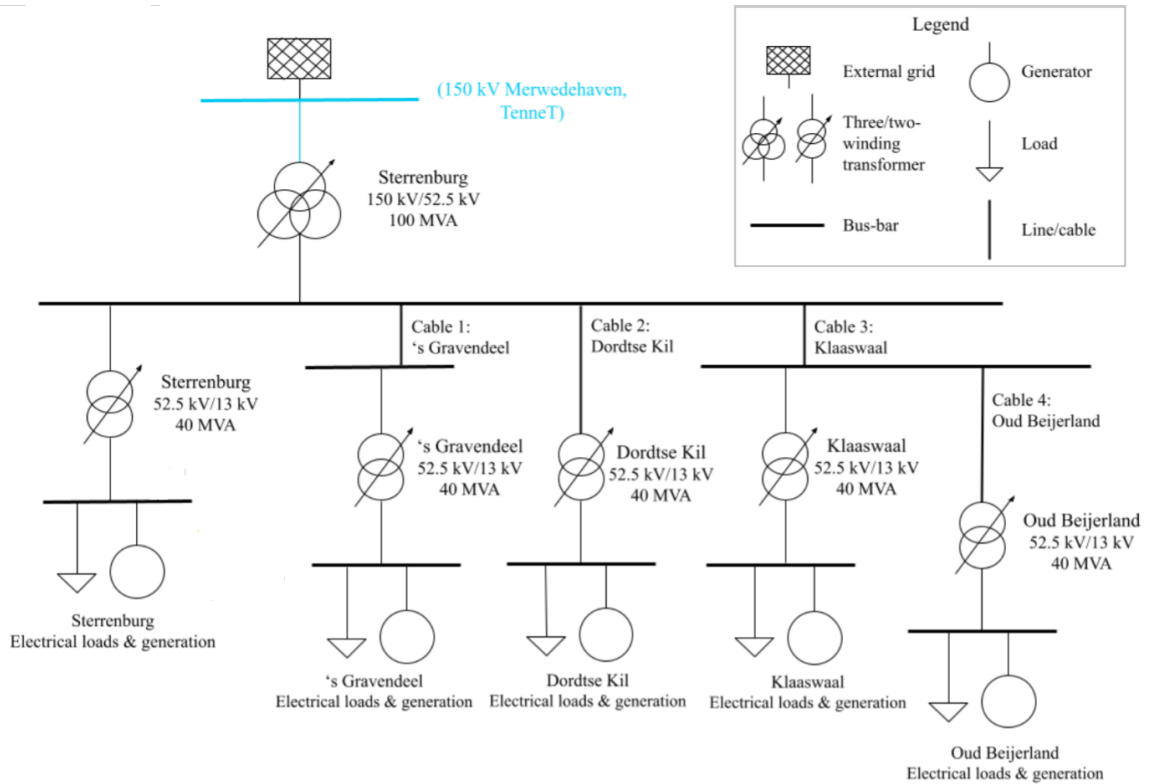 Legend
External grid
Generator
Three/two-
winding
transformer
Load
Bus-bar
Line/cable
(150 kV Merwedehaven,
TenneT)
Sterrenburg
150 kV/52.5 kV
100 MVA
Cable 1:
‘s Gravendeel
Cable 2:
Dordtse Kil
Cable 3:
Klaaswaal
Cable 4:
Oud Beijerland
Sterrenburg
52.5 kV/13 kV
40 MVA
‘s Gravendeel
52.5 kV/13 kV
40 MVA
Dordtse Kil
52.5 kV/13 kV
40 MVA
Klaaswaal
52.5 kV/13 kV
40 MVA
Oud Beijerland
52.5 kV/13 kV
40 MVA
Sterrenburg
Electrical loads & generation
‘s Gravendeel
Electrical loads & generation
Dordtse Kil
Electrical loads & generation
Klaaswaal
Electrical loads & generation
Oud Beijerland
Electrical loads & generation